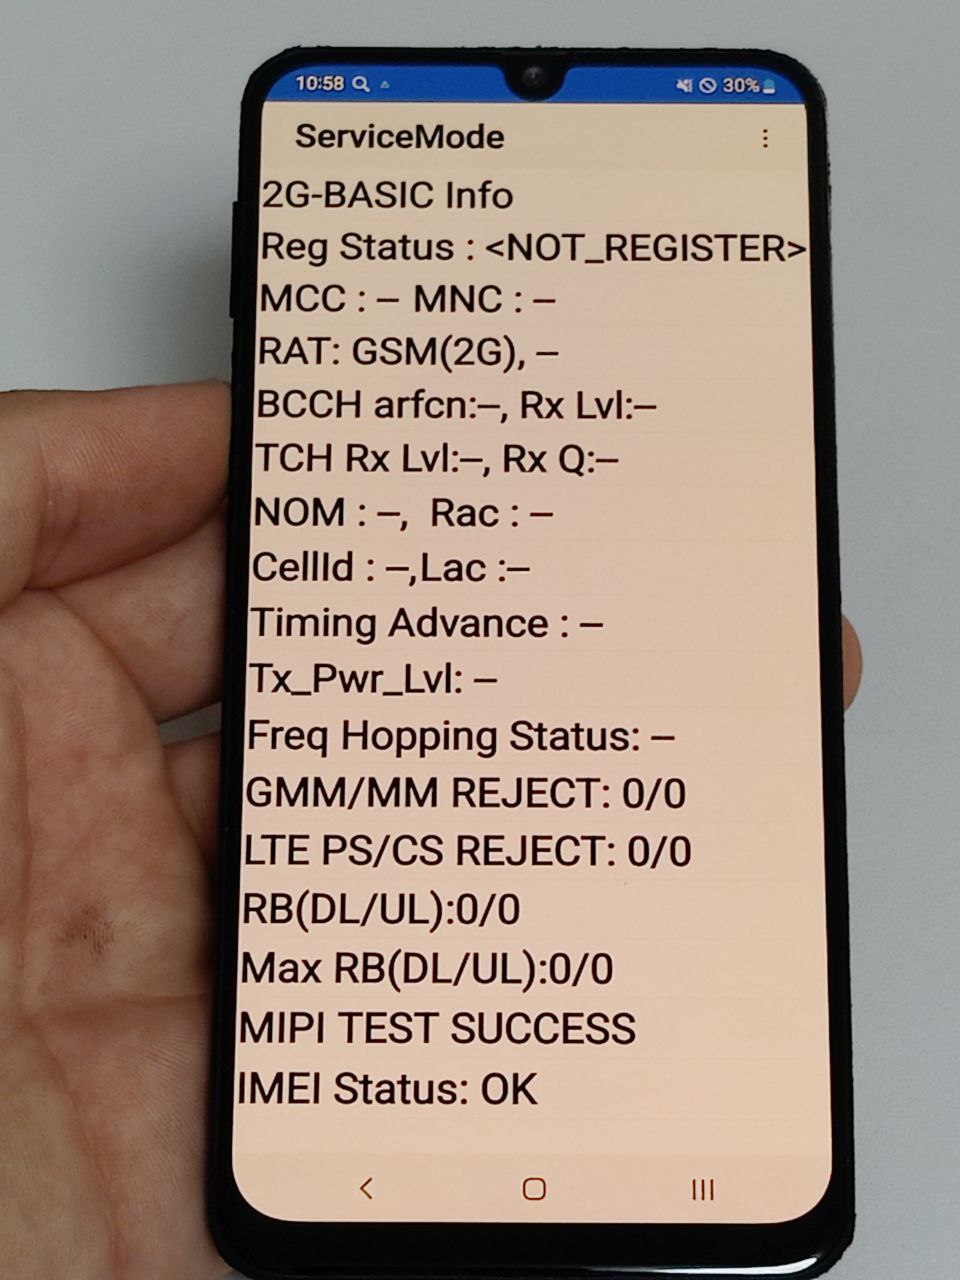 10:58 30%
ServiceMode
2G-BASIC Info
Reg Status : <NOT_REGISTER>
MCC : – MNC : –
RAT: GSM(2G), –
BCCH arfcn:–, Rx Lvl:–
TCH Rx Lvl:–, Rx Q:–
NOM : –,  Rac : –
CellId : –,Lac :–
Timing Advance : –
Tx_Pwr_Lvl: –
Freq Hopping Status: –
GMM/MM REJECT: 0/0
LTE PS/CS REJECT: 0/0
RB(DL/UL):0/0
Max RB(DL/UL):0/0
MIPI TEST SUCCESS
IMEI Status: OK